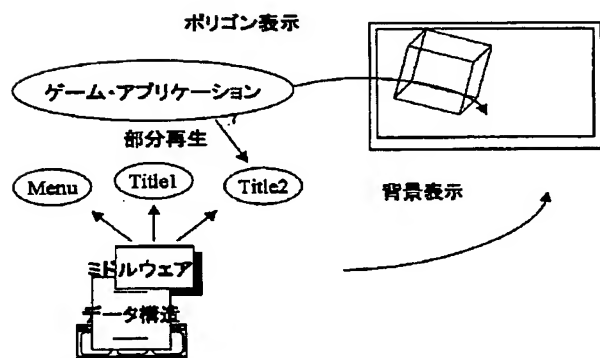 ポリゴン表示
ゲーム・アプリケーション
部分再生
Menu
Title1
Title2
背景表示
ミドルウェア
データ構造